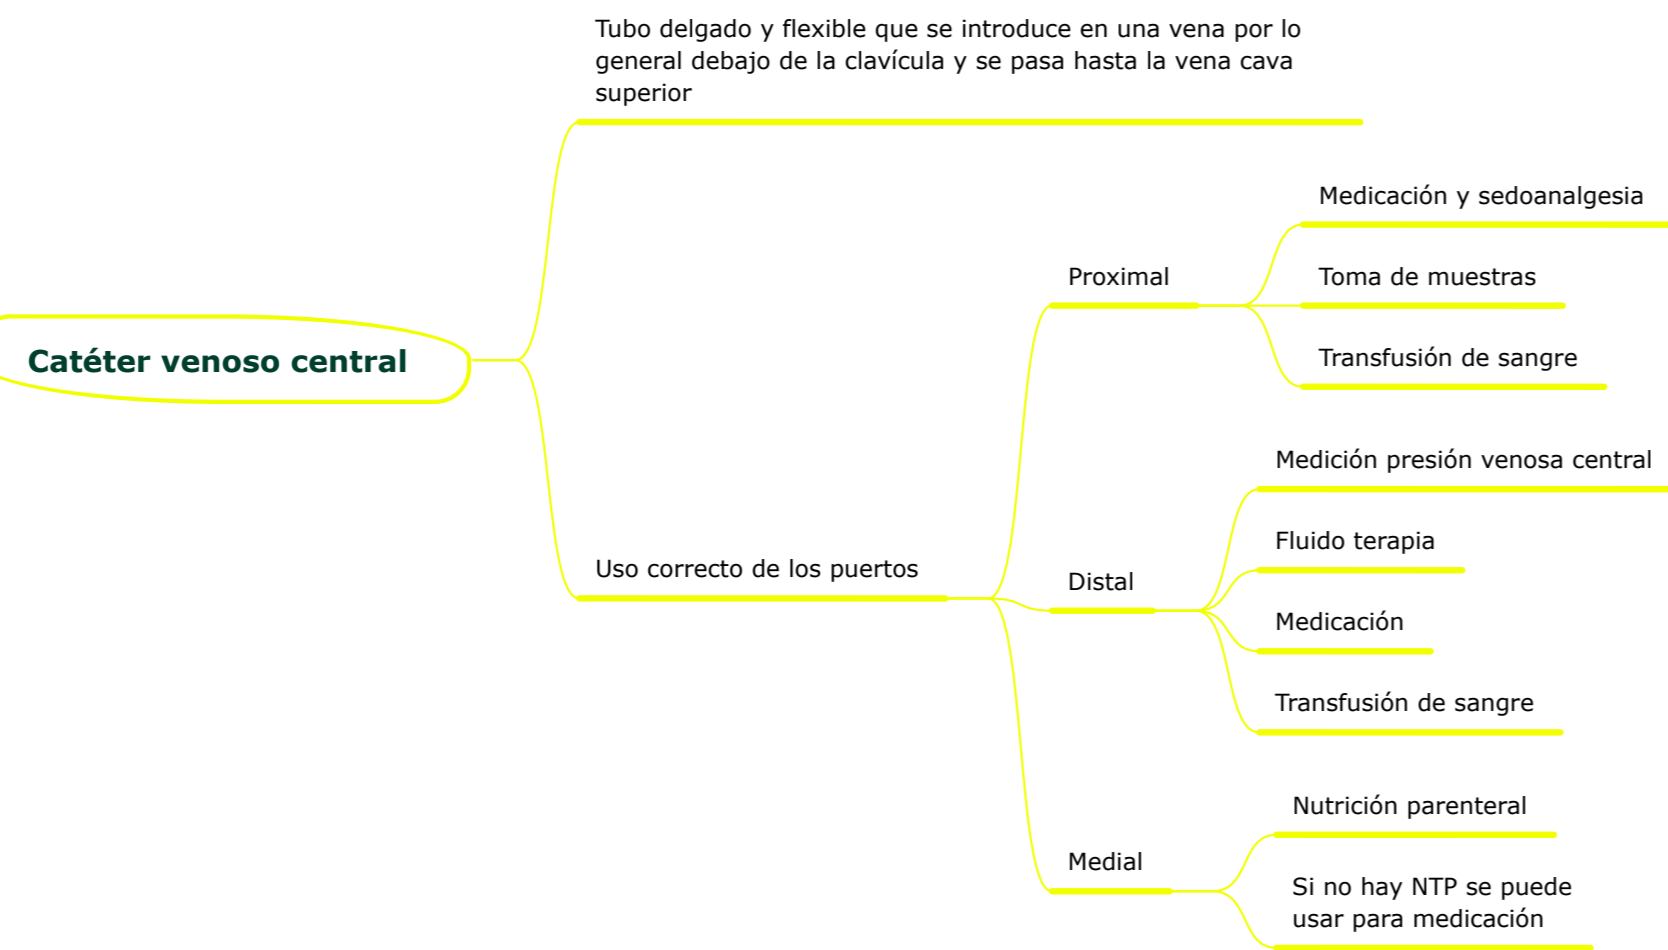 Catéter venoso central
Tubo delgado y flexible que se introduce en una vena por lo
general debajo de la clavícula y se pasa hasta la vena cava
superior
Uso correcto de los puertos
Proximal
Medicación y sedoanalgesia
Toma de muestras
Transfusión de sangre
Distal
Medición presión venosa central
Fluido terapia
Medicación
Transfusión de sangre
Medial
Nutrición parenteral
Si no hay NTP se puede
usar para medicación